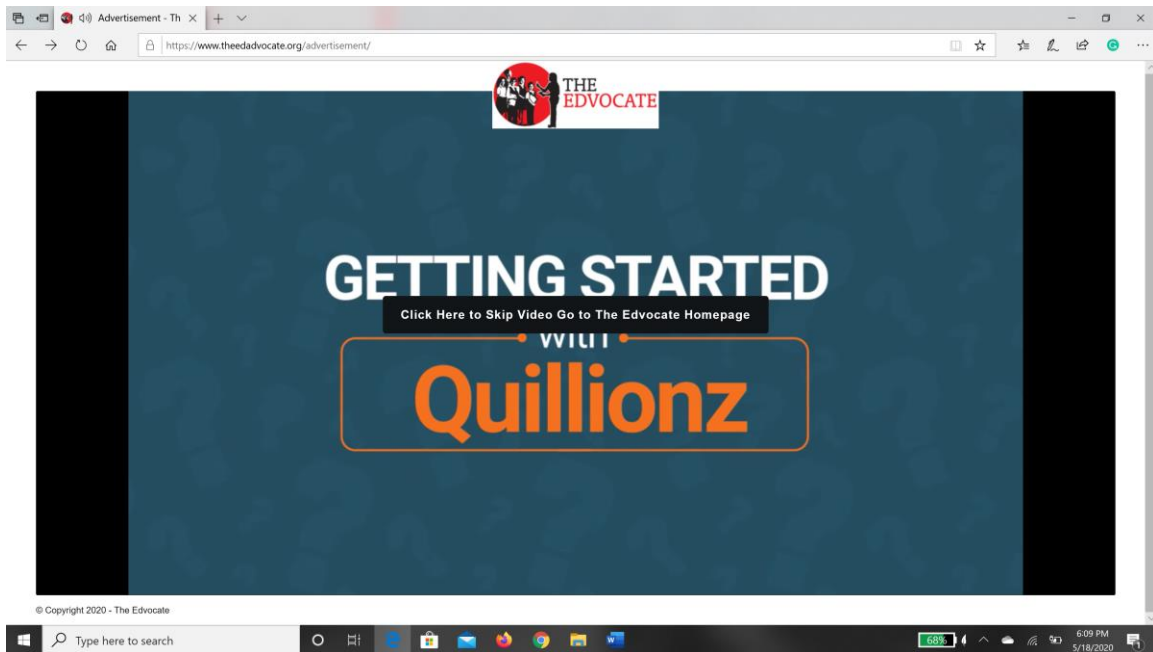 Advertisement - Th
https://www.theedadvocate.org/advertisement/
THE
EDVOCATE
GETTING STARTED
Click Here to Skip Video Go to The Edvocate Homepage
with
Quillionz
© Copyright 2020 - The Edvocate
Type here to search
68%
6:09 PM
5/18/2020